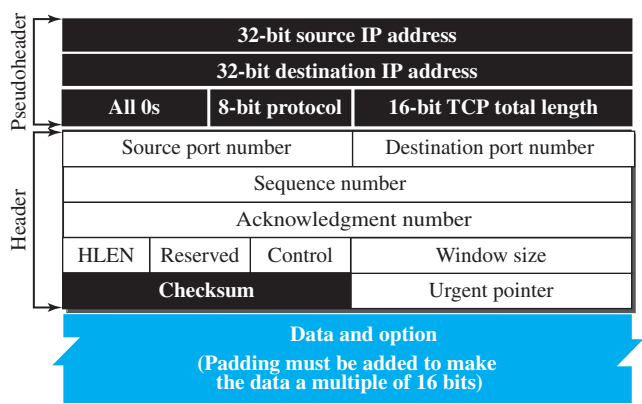 Pseudoheader
32-bit source IP address
32-bit destination IP address
All 0s 8-bit protocol 16-bit TCP total length
Header
Source port number Destination port number
Sequence number
Acknowledgment number
HLEN Reserved Control Window size
Checksum Urgent pointer
Data and option
(Padding must be added to make
the data a multiple of 16 bits)